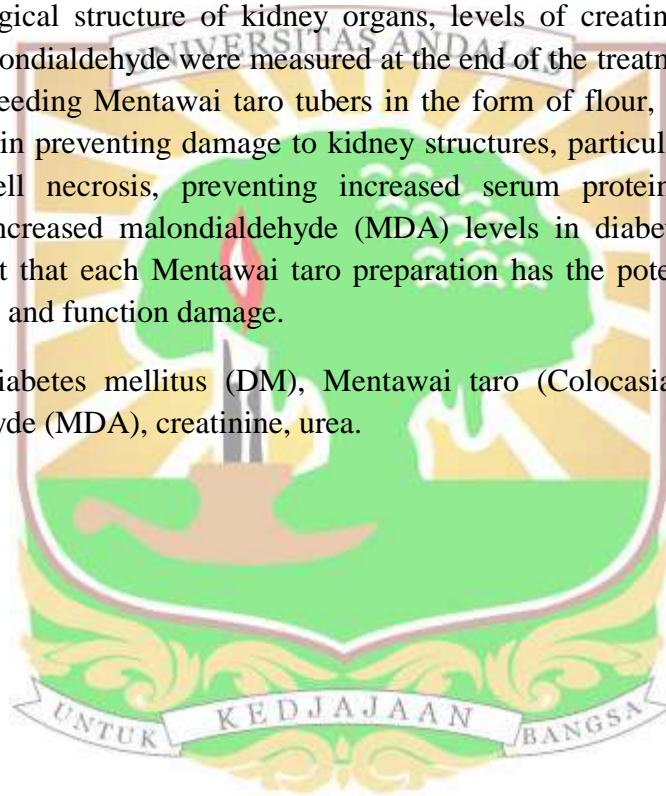 gical structure of kidney organs, levels of creatin
UNIVERSITAS ANDALAS
ondialdehyde were measured at the end of the treatm
eeding Mentawai taro tubers in the form of flour,
in preventing damage to kidney structures, particul
ell necrosis, preventing increased serum protein
ncreased malondialdehyde (MDA) levels in diabet
t that each Mentawai taro preparation has the pote
and function damage.
iabetes mellitus (DM), Mentawai taro (Colocasia
yde (MDA), creatinine, urea.
UNTUK KEDJAJAAN BANGSA